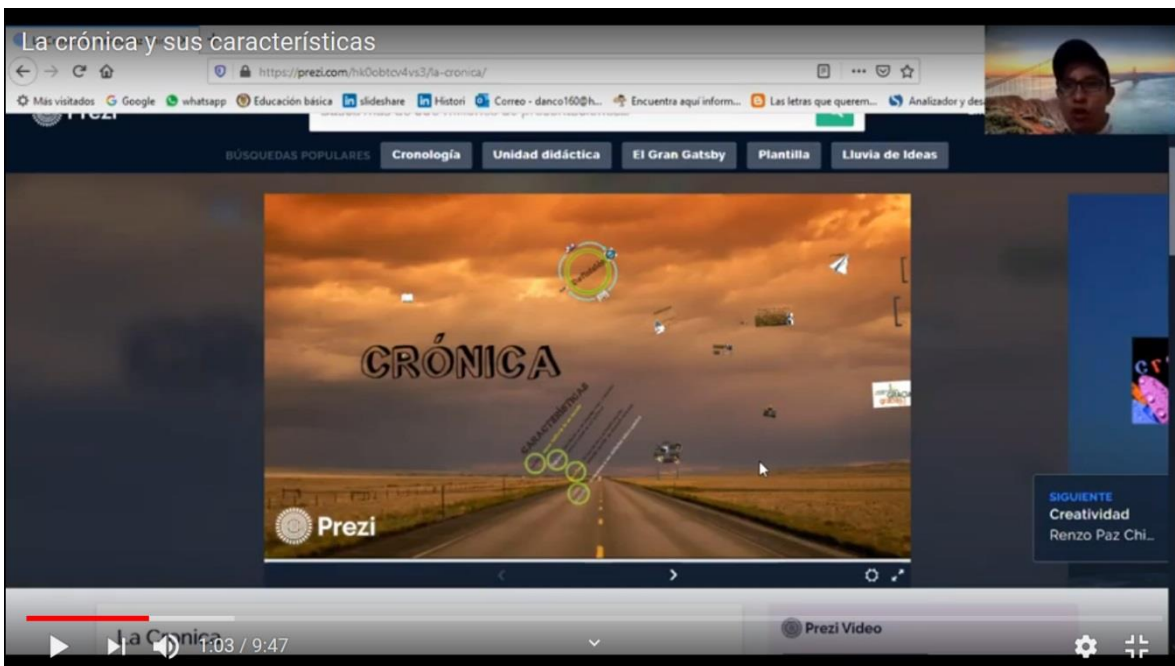 La crónica y sus características
https://prezi.com/hk0obtcv4vs3/la-cronica/
Más visitados Google whatsapp Educación básica slideshare Histori Correo - danco160@h... Encuentra aquí inform... Las letras que querem... Analizador y des
Prezi
BÚSQUEDAS POPULARES Cronología Unidad didáctica El Gran Gatsby Plantilla Lluvia de Ideas
CRÓNICA
CARACTERÍSTICAS
Prezi
SIGUIENTE
Creatividad
Renzo Paz Chi...
La Cronica
Prezi Video
1:03 / 9:47